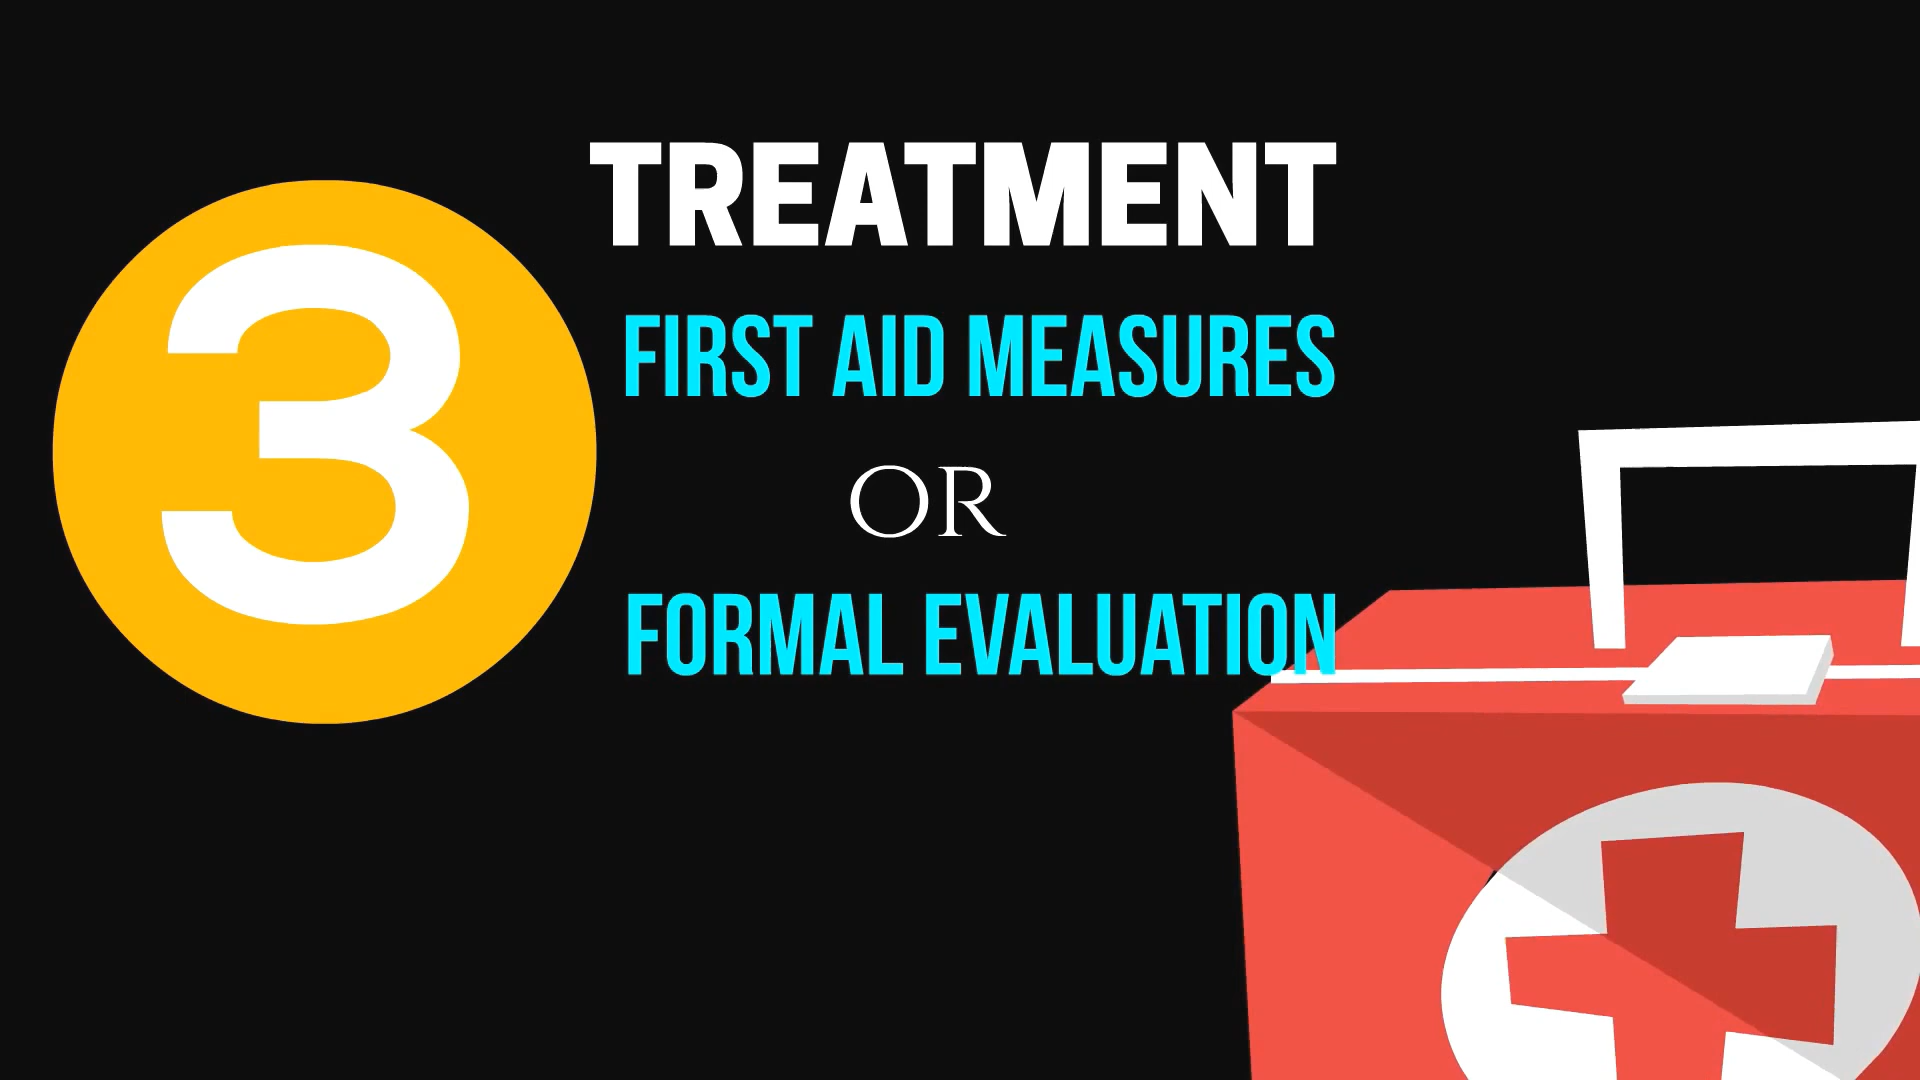 3
TREATMENT
FIRST AID MEASURES
OR
FORMAL EVALUATION